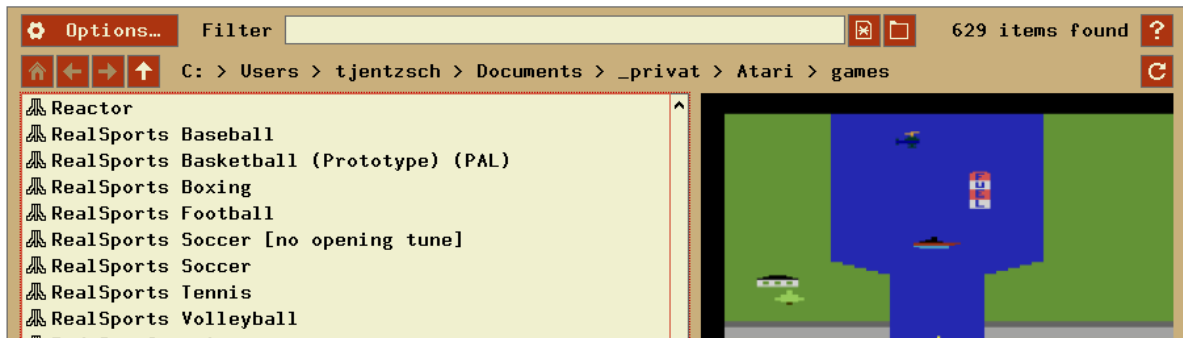 Options… Filter 629 items found ?
C: > Users > tjentzsch > Documents > _privat > Atari > games
Reactor
RealSports Baseball
RealSports Basketball (Prototype) (PAL)
RealSports Boxing
RealSports Football
RealSports Soccer [no opening tune]
RealSports Soccer
RealSports Tennis
RealSports Volleyball
FUEL